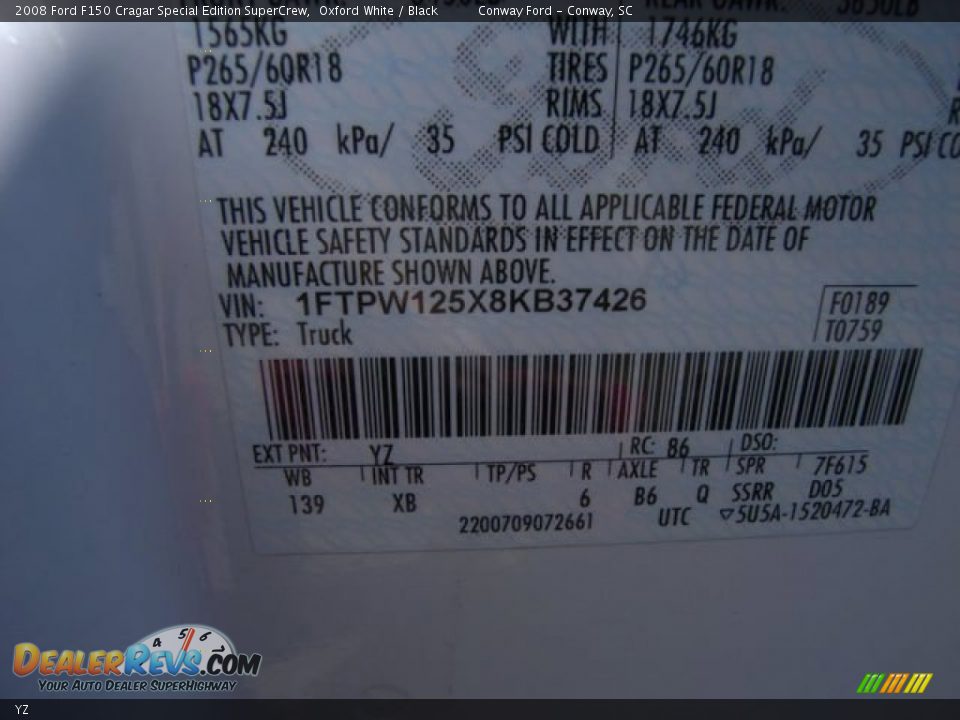 2008 Ford F150 Cragar Special Edition SuperCrew, Oxford White / Black Conway Ford - Conway, SC
1565KG WITH 1746KG
P265/60R18 TIRES P265/60R18
18X7.5J RIMS 18X7.5J
AT 240 kPa/ 35 PSI COLD AT 240 kPa/ 35 PSI
THIS VEHICLE CONFORMS TO ALL APPLICABLE FEDERAL MOTOR
VEHICLE SAFETY STANDARDS IN EFFECT ON THE DATE OF
MANUFACTURE SHOWN ABOVE.
VIN: 1FTPW125X8KB37426 F0189
TYPE: Truck T0759
EXT PNT: YZ RC: 86 DSO:
WB INT TR TP/PS R AXLE TR SPR 7F615
139 XB 6 B6 Q SSRR D05
2200709072661 UTC ▽5U5A-1520472-BA
4 5 6 7
DEALERREVS.COM
YOUR AUTO DEALER SUPERHIGHWAY
YZ